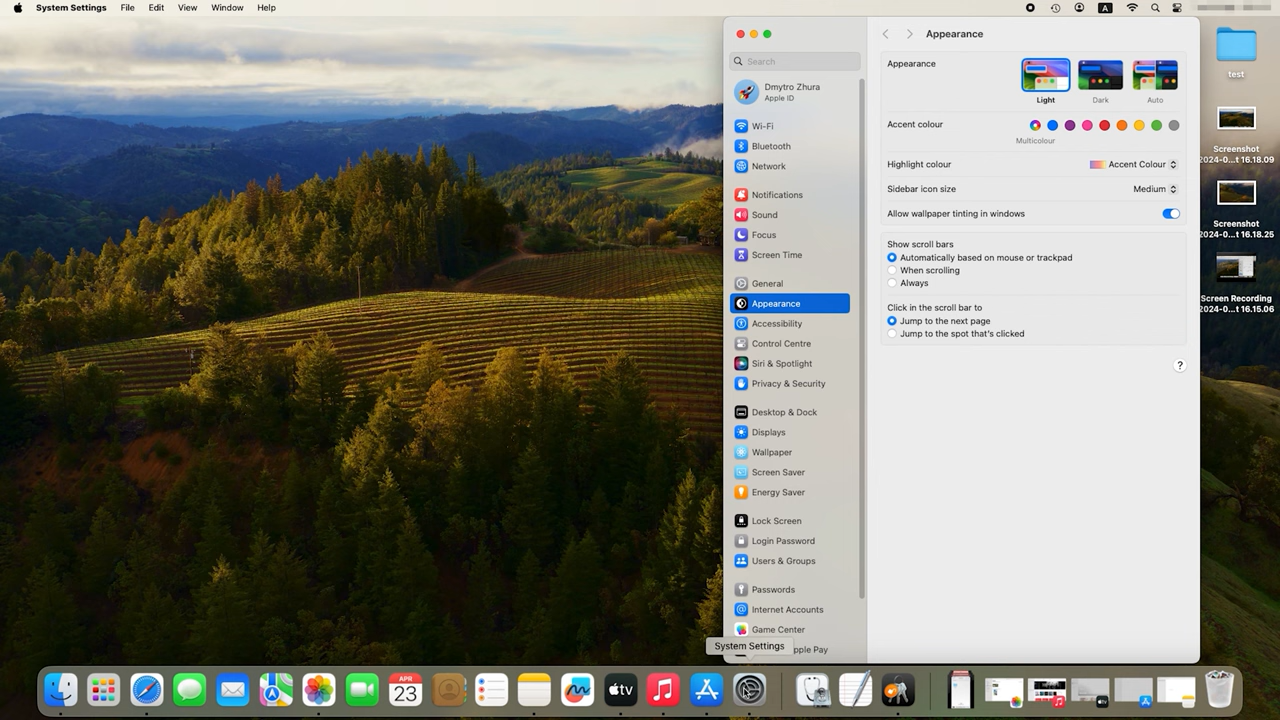 System Settings File Edit View Window Help
A
Appearance
Search
Dmytro Zhura
Apple ID
Wi-Fi
Bluetooth
Network
Notifications
Sound
Focus
Screen Time
General
Appearance
Accessibility
Control Centre
Siri & Spotlight
Privacy & Security
Desktop & Dock
Displays
Wallpaper
Screen Saver
Energy Saver
Lock Screen
Login Password
Users & Groups
Passwords
Internet Accounts
Game Center
pple Pay
System Settings
Appearance
Light Dark Auto
Accent colour
Multicolour
Highlight colour Accent Colour
Sidebar icon size Medium
Allow wallpaper tinting in windows
Show scroll bars
Automatically based on mouse or trackpad
When scrolling
Always
Click in the scroll bar to
Jump to the next page
Jump to the spot that's clicked
?
test
Screenshot
2024-0...t 16.18.09
Screenshot
2024-0...t 16.18.25
Screen Recording
2024-0...t 16.15.06
APR
23
tv